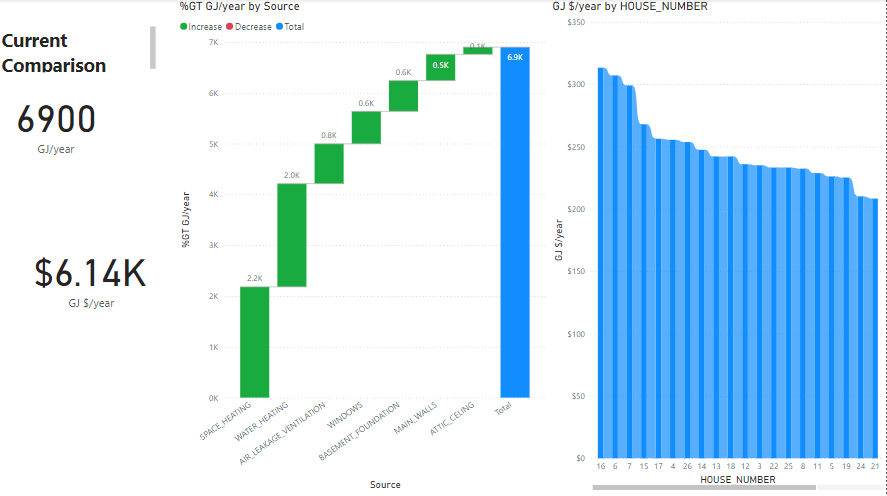 Current
Comparison
6900
GJ/year
$6.14K
GJ $/year
%GT GJ/year by Source
Increase Decrease Total
%GT GJ/year
7K
6K
5K
4K
3K
2K
1K
0K
2.2K
2.0K
0.8K
0.6K
0.6K
0.5K
0.1K
6.9K
SPACE_HEATING
WATER_HEATING
AIR_LEAKAGE_VENTILATION
WINDOWS
BASEMENT_FOUNDATION
MAIN_WALLS
ATTIC_CELING
Total
Source
GJ $/year by HOUSE_NUMBER
GJ $/year
$350
$300
$250
$200
$150
$100
$50
$0
16 6 7 15 17 4 26 14 13 18 12 3 22 25 8 11 5 19 24 21
HOUSE_NUMBER